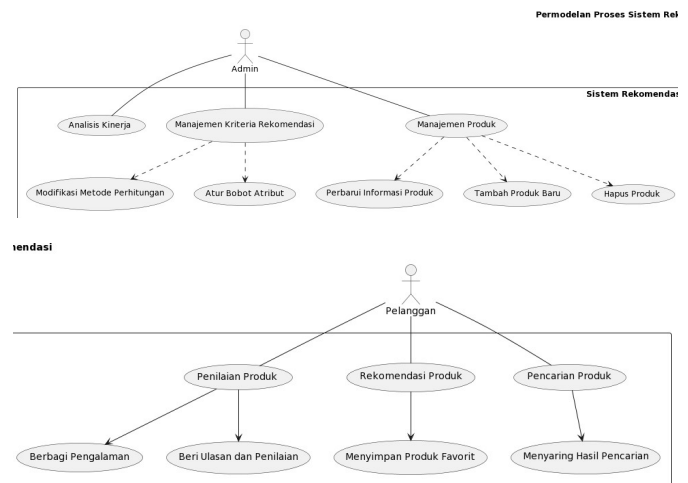 Permodelan Proses Sistem Rek
Admin
Sistem Rekomendas
Analisis Kinerja
Manajemen Kriteria Rekomendasi
Manajemen Produk
Modifikasi Metode Perhitungan
Atur Bobot Atribut
Perbarui Informasi Produk
Tambah Produk Baru
Hapus Produk
nendasi
Pelanggan
Penilaian Produk
Rekomendasi Produk
Pencarian Produk
Berbagi Pengalaman
Beri Ulasan dan Penilaian
Menyimpan Produk Favorit
Menyaring Hasil Pencarian